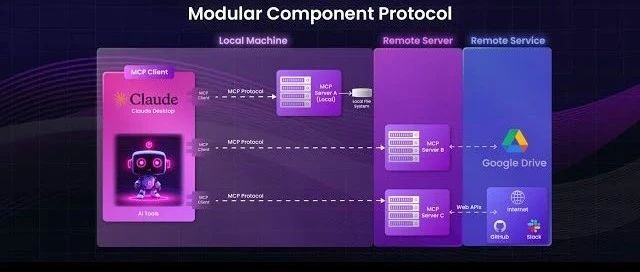 Modular Component Protocol
Local Machine
Remote Server
Remote Service
MCP Client
Claude
Claude Desktop
AI Tools
MCP
Client
MCP Protocol
MCP
Server A
(Local)
Local File
System
MCP
Client
MCP Protocol
MCP
Server B
Google Drive
MCP
Client
MCP Protocol
MCP
Server C
Web APIs
Internet
GitHub
Slack